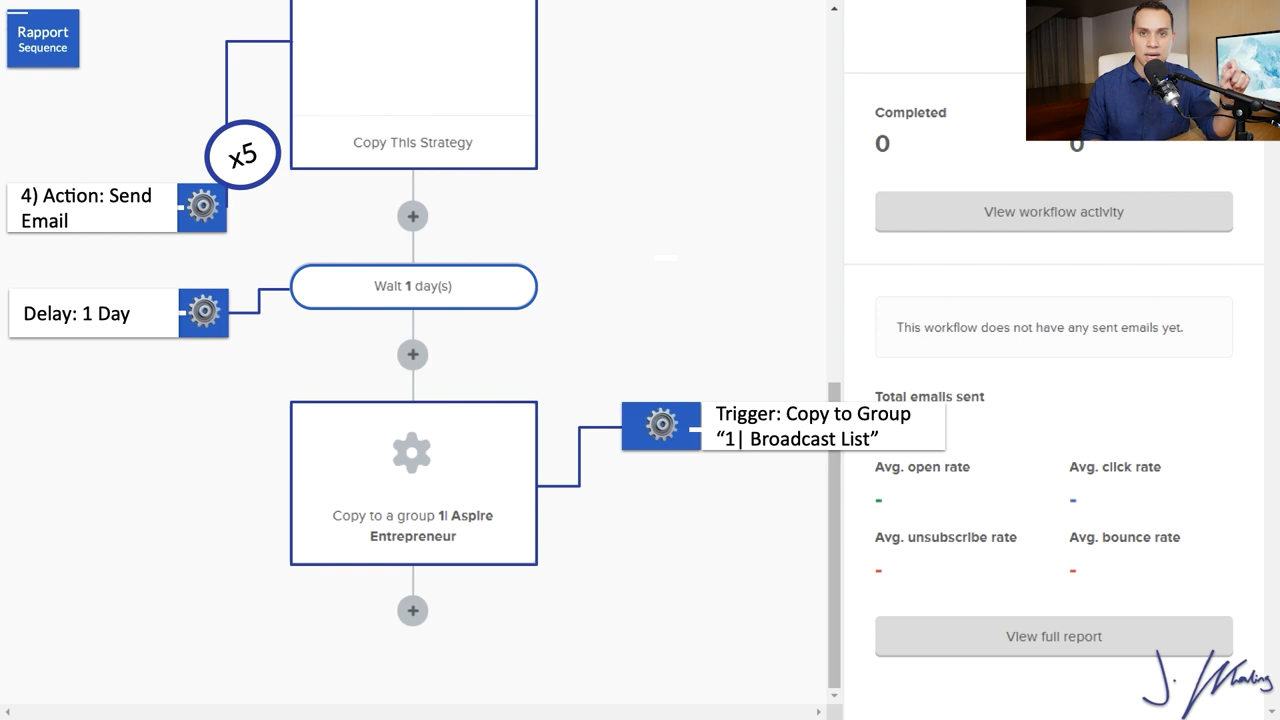 Rapport
Sequence
x5
Copy This Strategy
4) Action: Send
Email
Wait 1 day(s)
Delay: 1 Day
Trigger: Copy to Group
“1| Broadcast List”
Copy to a group 1| Aspire
Entrepreneur
Completed
0
0
View workflow activity
This workflow does not have any sent emails yet.
Total emails sent
Avg. open rate
Avg. click rate
-
-
Avg. unsubscribe rate
Avg. bounce rate
-
-
View full report